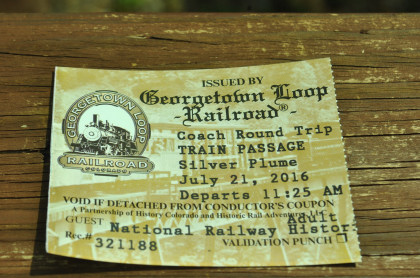 ISSUED BY
Georgetown Loop
-Railroad®-
GEORGETOWN LOOP
RAILROAD
COLORADO
Coach Round Trip
TRAIN PASSAGE
Silver Plume
July 21, 2016
Departs 11:25 AM
VOID IF DETACHED FROM CONDUCTOR'S COUPON
A Partnership of History Colorado and Historic Rail Adventures, LLC
Adult
GUEST National Railway Histor
Rec.# 321188
VALIDATION PUNCH